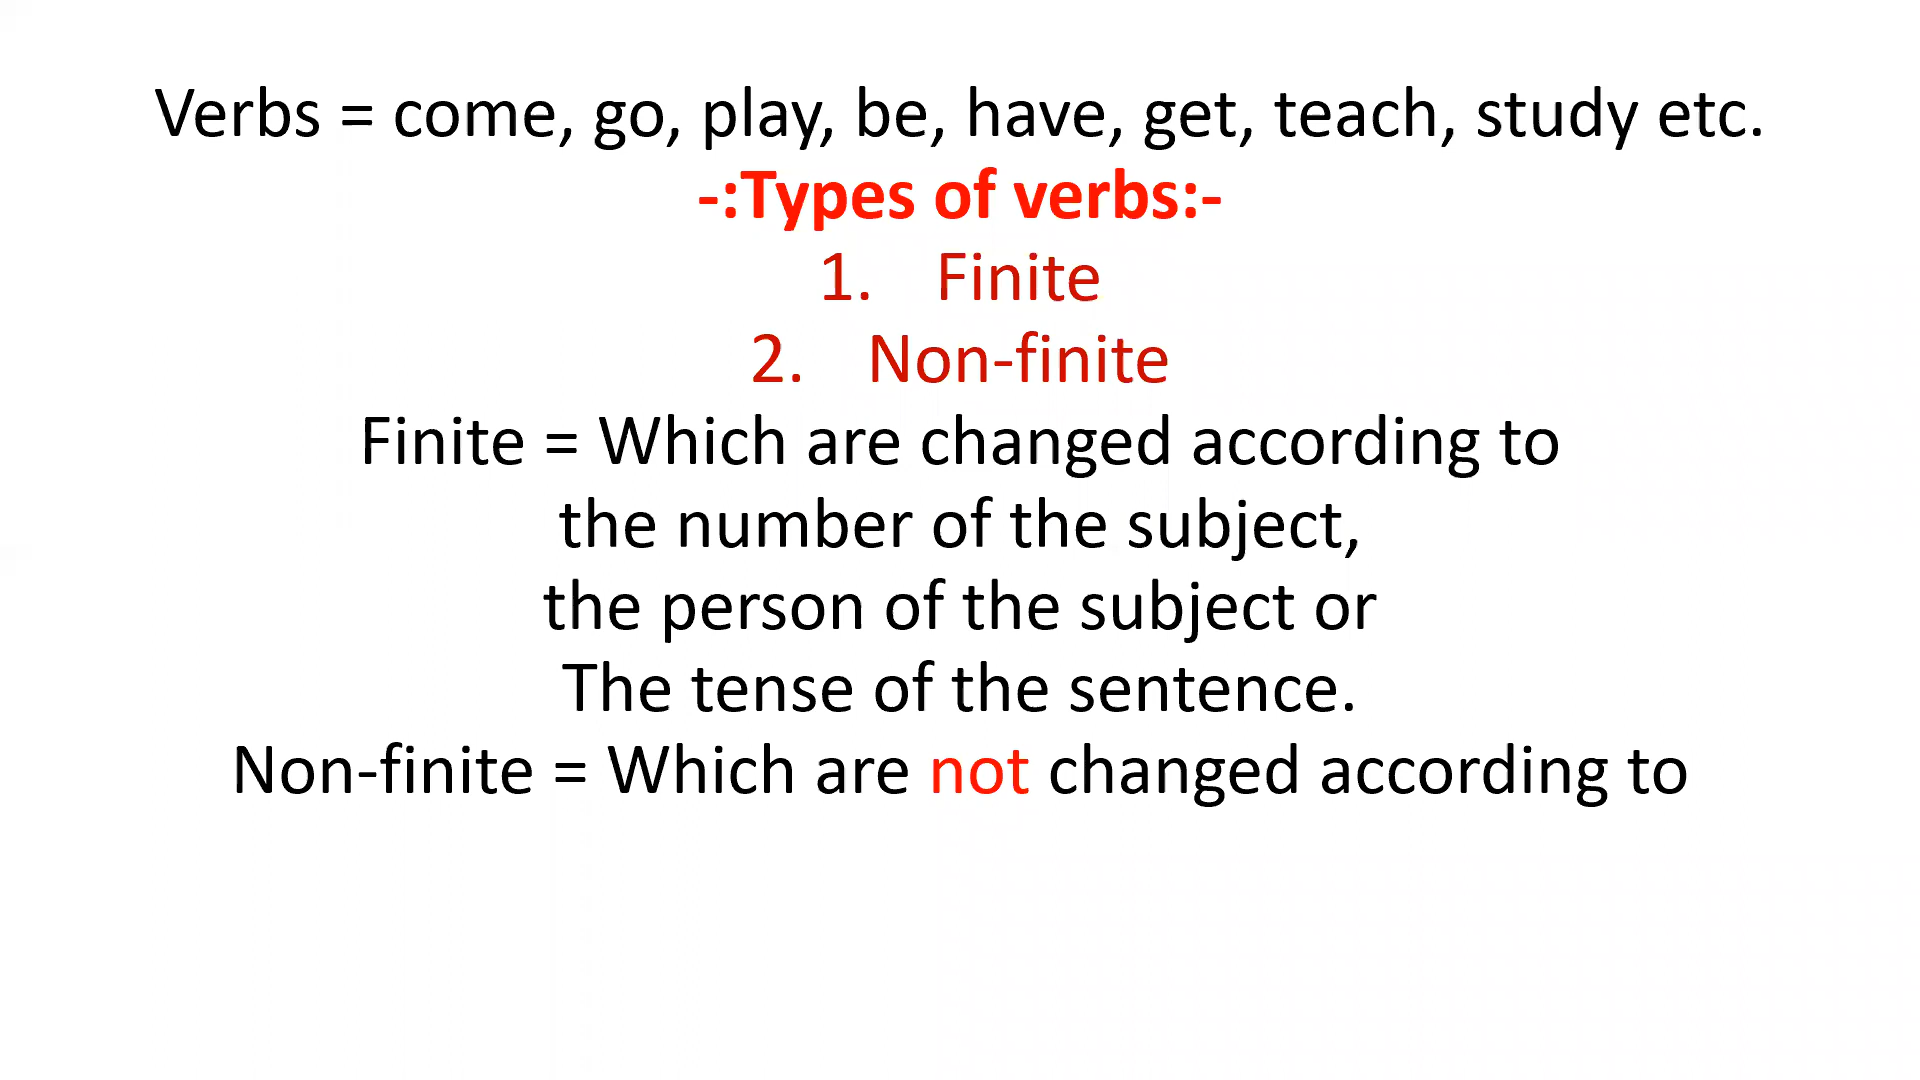 Verbs = come, go, play, be, have, get, teach, study etc.
-:Types of verbs:-
1. Finite
2. Non-finite
Finite = Which are changed according to
the number of the subject,
the person of the subject or
The tense of the sentence.
Non-finite = Which are not changed according to